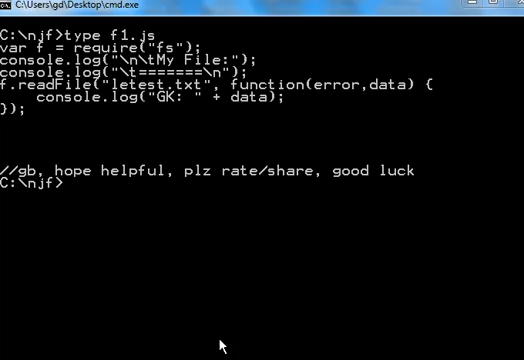 C:\Users\gd\Desktop\cmd.exe
C:\njf>type f1.js
var f = require("fs");
console.log("\n\tMy File:");
console.log("\t=======\n");
f.readFile("letest.txt", function(error,data) {
    console.log("GK: " + data);
});
//gb, hope helpful, plz rate/share, good luck
C:\njf>